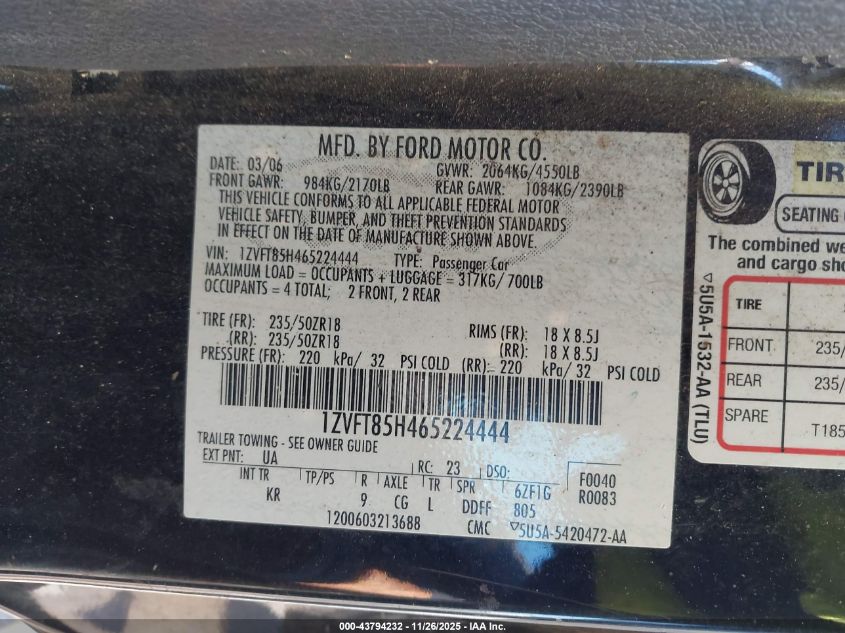 MFD. BY FORD MOTOR CO.
DATE: 03/06 GVWR: 2064KG/4550LB
FRONT GAWR: 984KG/2170LB REAR GAWR: 1084KG/2390LB
THIS VEHICLE CONFORMS TO ALL APPLICABLE FEDERAL MOTOR
VEHICLE SAFETY, BUMPER, AND THEFT PREVENTION STANDARDS
IN EFFECT ON THE DATE OF MANUFACTURE SHOWN ABOVE.
VIN: 1ZVFT85H465224444 TYPE: Passenger Car
MAXIMUM LOAD = OCCUPANTS + LUGGAGE = 317KG/ 700LB
OCCUPANTS = 4 TOTAL; 2 FRONT, 2 REAR
TIRE (FR): 235/50ZR18 RIMS (FR): 18 X 8.5J
(RR): 235/50ZR18 (RR): 18 X 8.5J
PRESSURE (FR): 220 kPa/ 32 PSI COLD (RR): 220 kPa/ 32 PSI COLD
1ZVFT85H465224444
TRAILER TOWING - SEE OWNER GUIDE
EXT PNT: UA RC: 23 DSO: F0040
INT TR TP/PS R AXLE TR SPR 6ZF1G R0083
KR 9 CG L DDFF 805
1200603213688 CMC ▽5U5A-5420472-AA
TIR
SEATING
The combined we
and cargo sho
TIRE
FRONT 235/
REAR 235/
SPARE T185
▽5U5A-1532-AA (TLU)
000-43794232 - 11/26/2025 - IAA Inc.